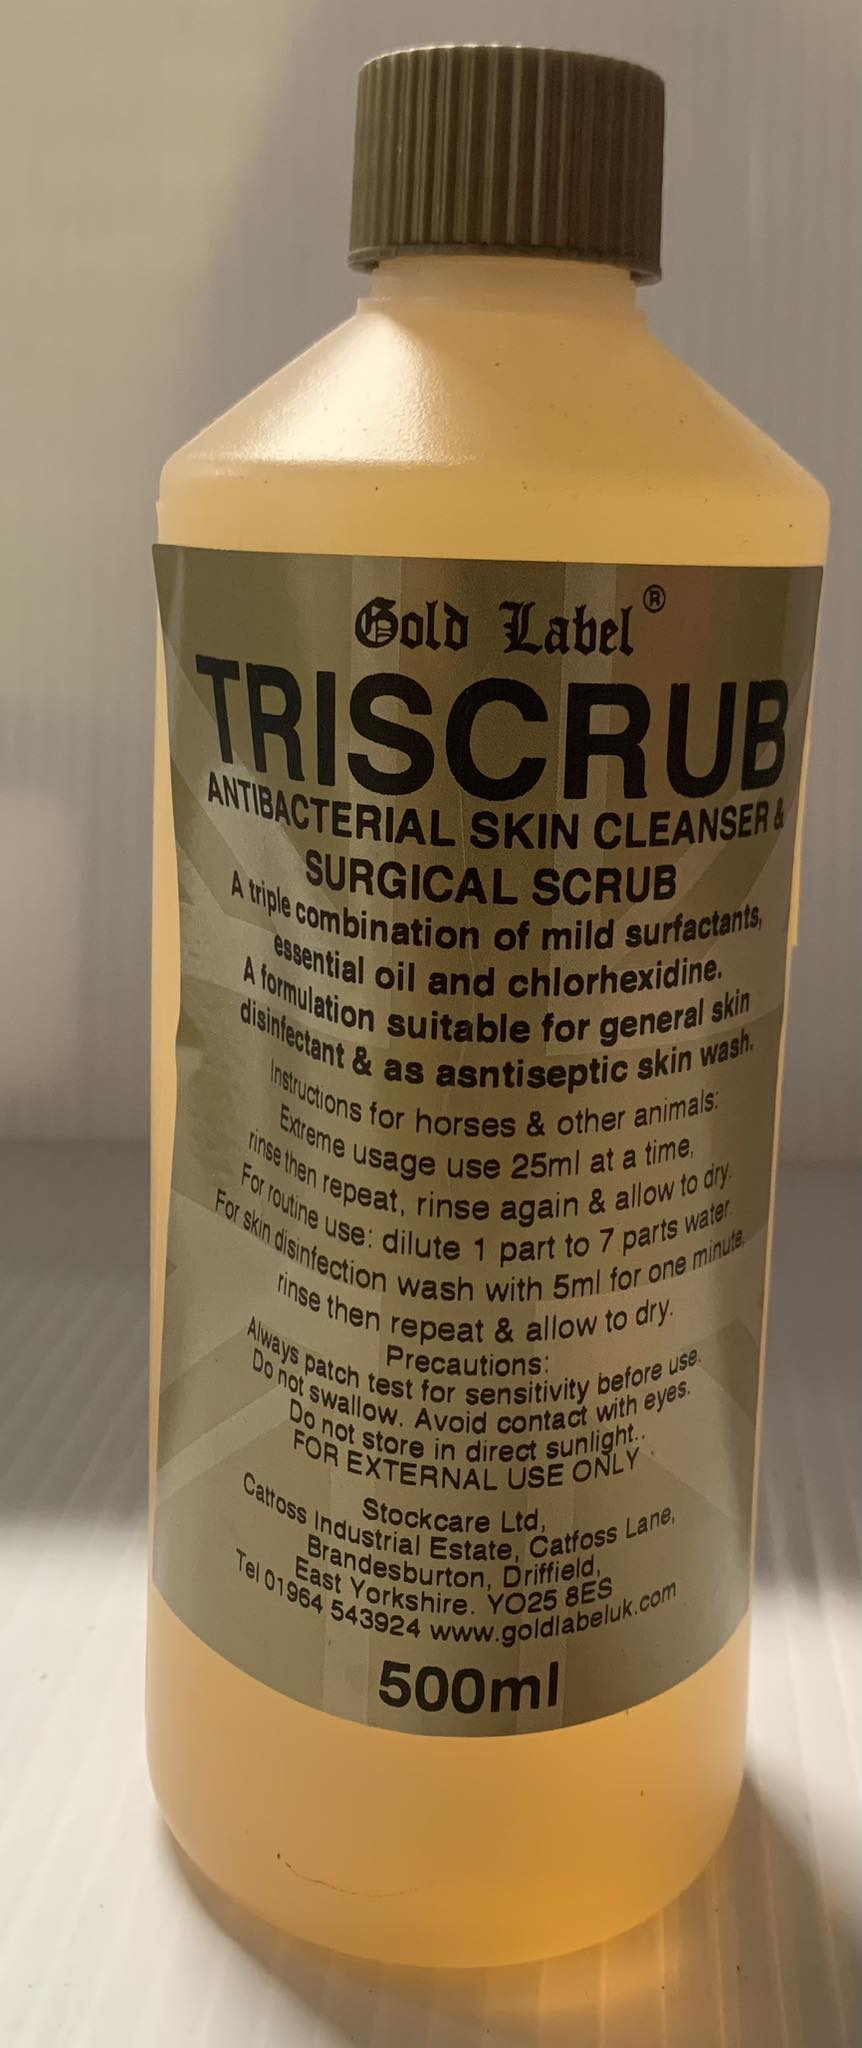 Gold Label®
TRISCRUB
ANTIBACTERIAL SKIN CLEANSER &
SURGICAL SCRUB
A triple combination of mild surfactants,
essential oil and chlorhexidine.
A formulation suitable for general skin
disinfectant & as asntiseptic skin wash.
Instructions for horses & other animals:
Extreme usage use 25ml at a time,
rinse then repeat, rinse again & allow to dry.
For routine use: dilute 1 part to 7 parts water
For skin disinfection wash with 5ml for one minute,
rinse then repeat & allow to dry.
Precautions:
Always patch test for sensitivity before use.
Do not swallow. Avoid contact with eyes.
Do not store in direct sunlight..
FOR EXTERNAL USE ONLY
Stockcare Ltd,
Catfoss Industrial Estate, Catfoss Lane,
Brandesburton, Driffield,
East Yorkshire. YO25 8ES
Tel 01964 543924 www.goldlabeluk.com
500ml